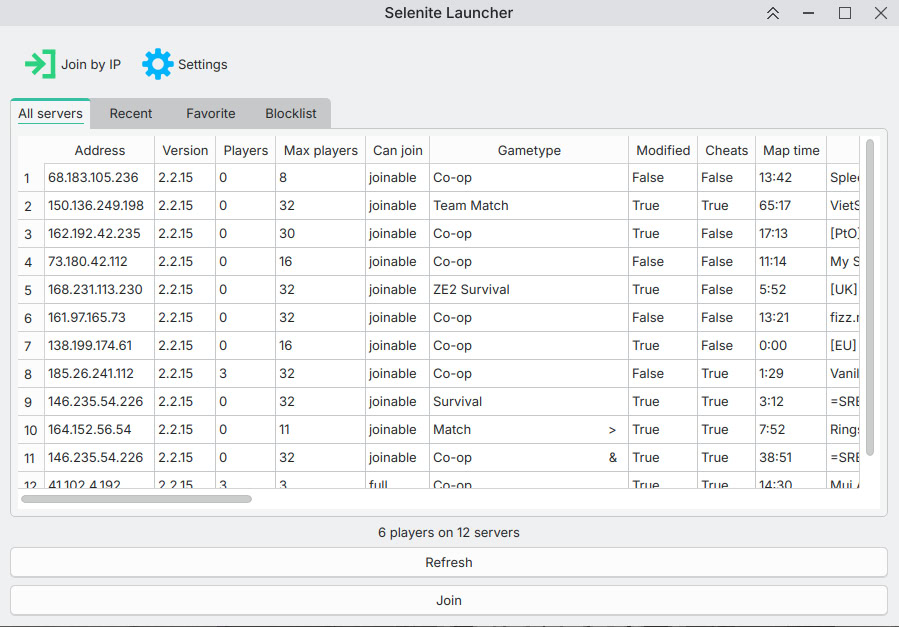 Selenite Launcher
Join by IP Settings
All servers Recent Favorite Blocklist
Address Version Players Max players Can join Gametype Modified Cheats Map time
1 68.183.105.236 2.2.15 0 8 joinable Co-op False False 13:42
2 150.136.249.198 2.2.15 0 32 joinable Team Match True True 65:17
3 162.192.42.235 2.2.15 0 30 joinable Co-op True False 17:13 [PtO]
4 73.180.42.112 2.2.15 0 16 joinable Co-op False False 11:14 My S
5 168.231.113.230 2.2.15 0 32 joinable ZE2 Survival True False 5:52 [UK]
6 161.97.165.73 2.2.15 0 32 joinable Co-op False False 13:21 fizz.
7 138.199.174.61 2.2.15 0 16 joinable Co-op True False 0:00 [EU]
8 185.26.241.112 2.2.15 3 32 joinable Co-op False True 1:29 Vanil
9 146.235.54.226 2.2.15 0 32 joinable Survival True True 3:12 =SRB
10 164.152.56.54 2.2.15 0 11 joinable Match > True True 7:52 Ring
11 146.235.54.226 2.2.15 0 32 joinable Co-op & True True 38:51 =SRB
12 41.102.4.192 2.2.15 3 3 full Co-op True True 14:30
6 players on 12 servers
Refresh
Join